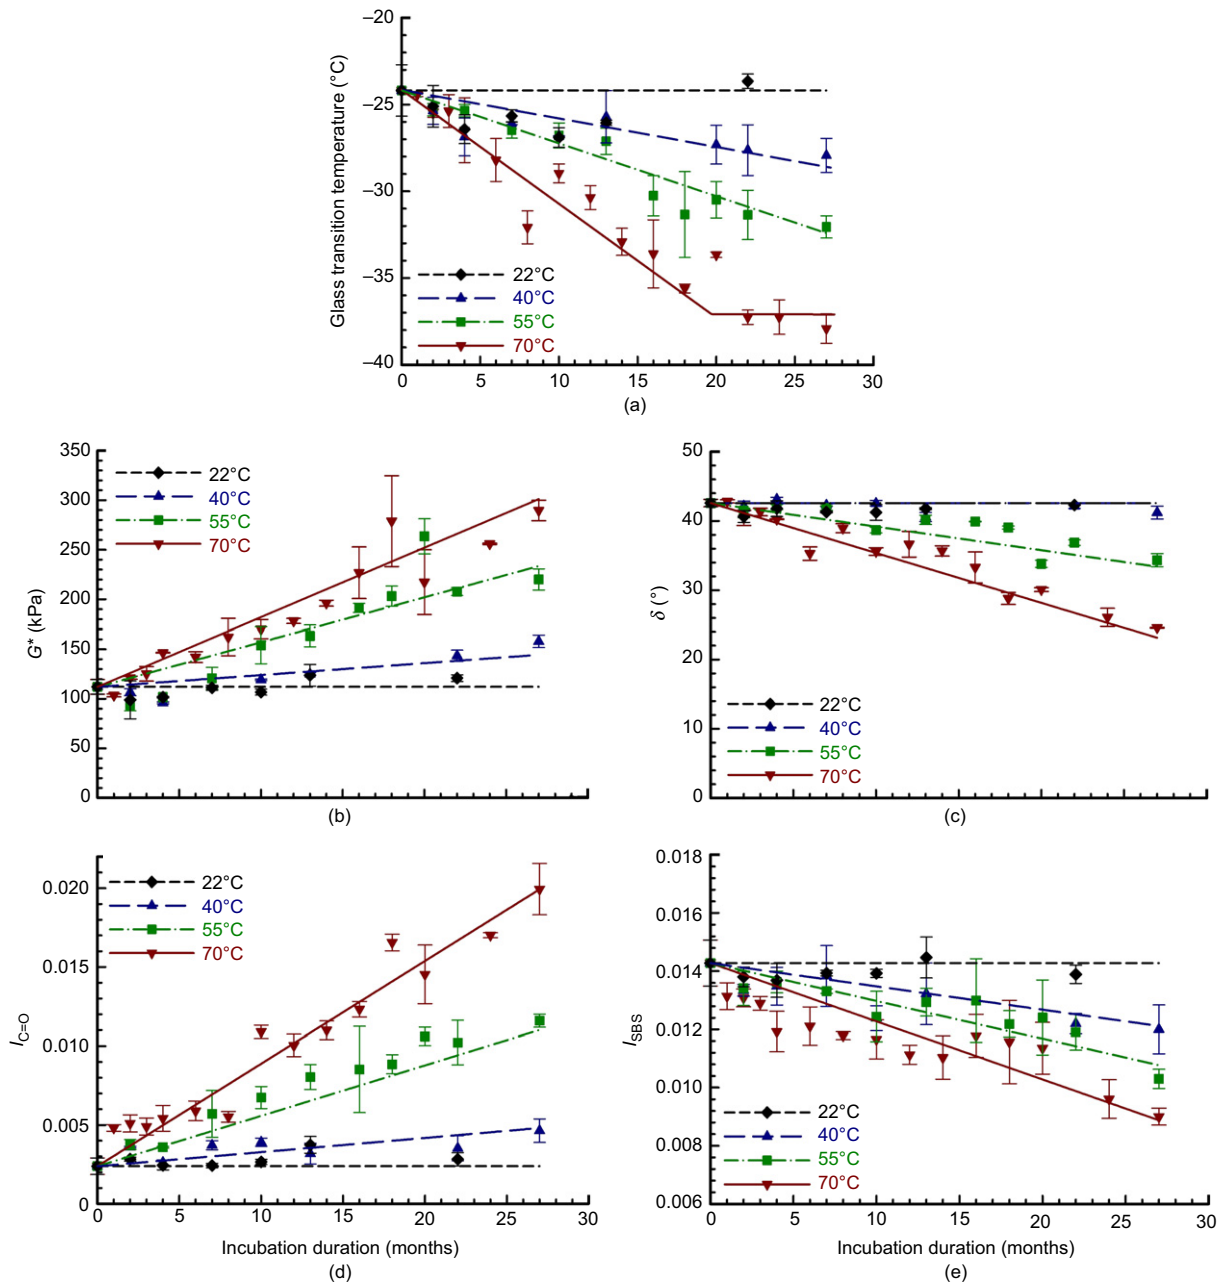 Glass transition temperature (°C)
–20
–25
–30
–35
–40
22°C
40°C
55°C
70°C
0 5 10 15 20 25 30
(a)
G* (kPa)
350
300
250
200
150
100
50
0
22°C
40°C
55°C
70°C
(b)
δ (°)
50
40
30
20
10
0
22°C
40°C
55°C
70°C
(c)
I_C=O
0.020
0.015
0.010
0.005
0
22°C
40°C
55°C
70°C
0 5 10 15 20 25 30
Incubation duration (months)
(d)
I_SBS
0.018
0.016
0.014
0.012
0.010
0.008
0.006
22°C
40°C
55°C
70°C
0 5 10 15 20 25 30
Incubation duration (months)
(e)